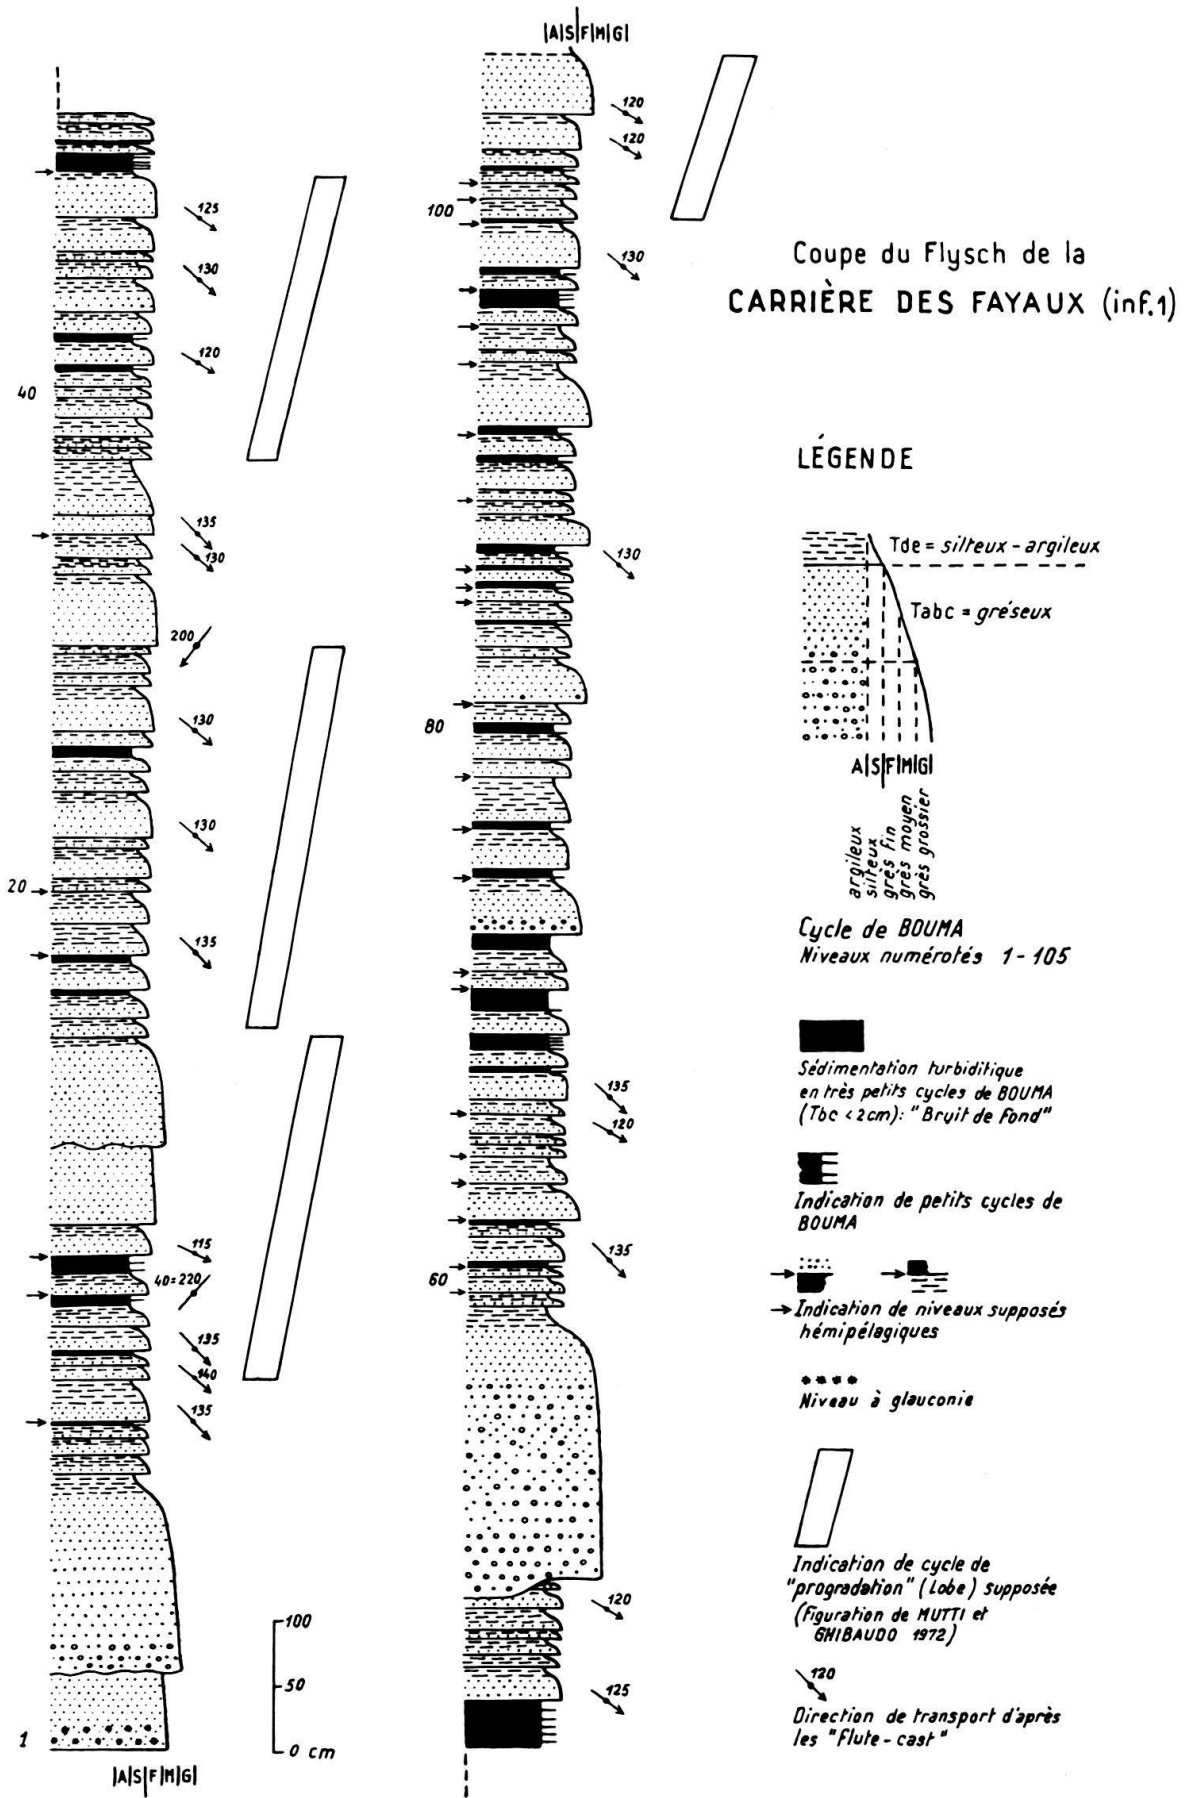 |A|S|F|M|G|
125
130
120
40
135
130
200
130
130
20
135
115
40=220
135
140
135
1
100
50
0 cm
|A|S|F|M|G|
120
120
100
130
130
80
135
120
135
60
120
125
Coupe du Flysch de la
CARRIÈRE DES FAYAUX (inf.1)
LÉGENDE
Tde = silteux - argileux
Tabc = gréseux
A|S|F|M|G|
argileux
silteux
grés fin
grés moyen
grés grossier
Cycle de BOUMA
Niveaux numérotés 1 - 105
Sédimentation turbiditique
en très petits cycles de BOUMA
(Tbc < 2cm): "Bruit de Fond"
Indication de petits cycles de
BOUMA
Indication de niveaux supposés
hémipélagiques
Niveau à glauconie
Indication de cycle de
"progradation" (Lobe) supposée
(Figuration de MUTTI et
GHIBAUDO 1972)
120
Direction de transport d'après
les "Flute-cast"